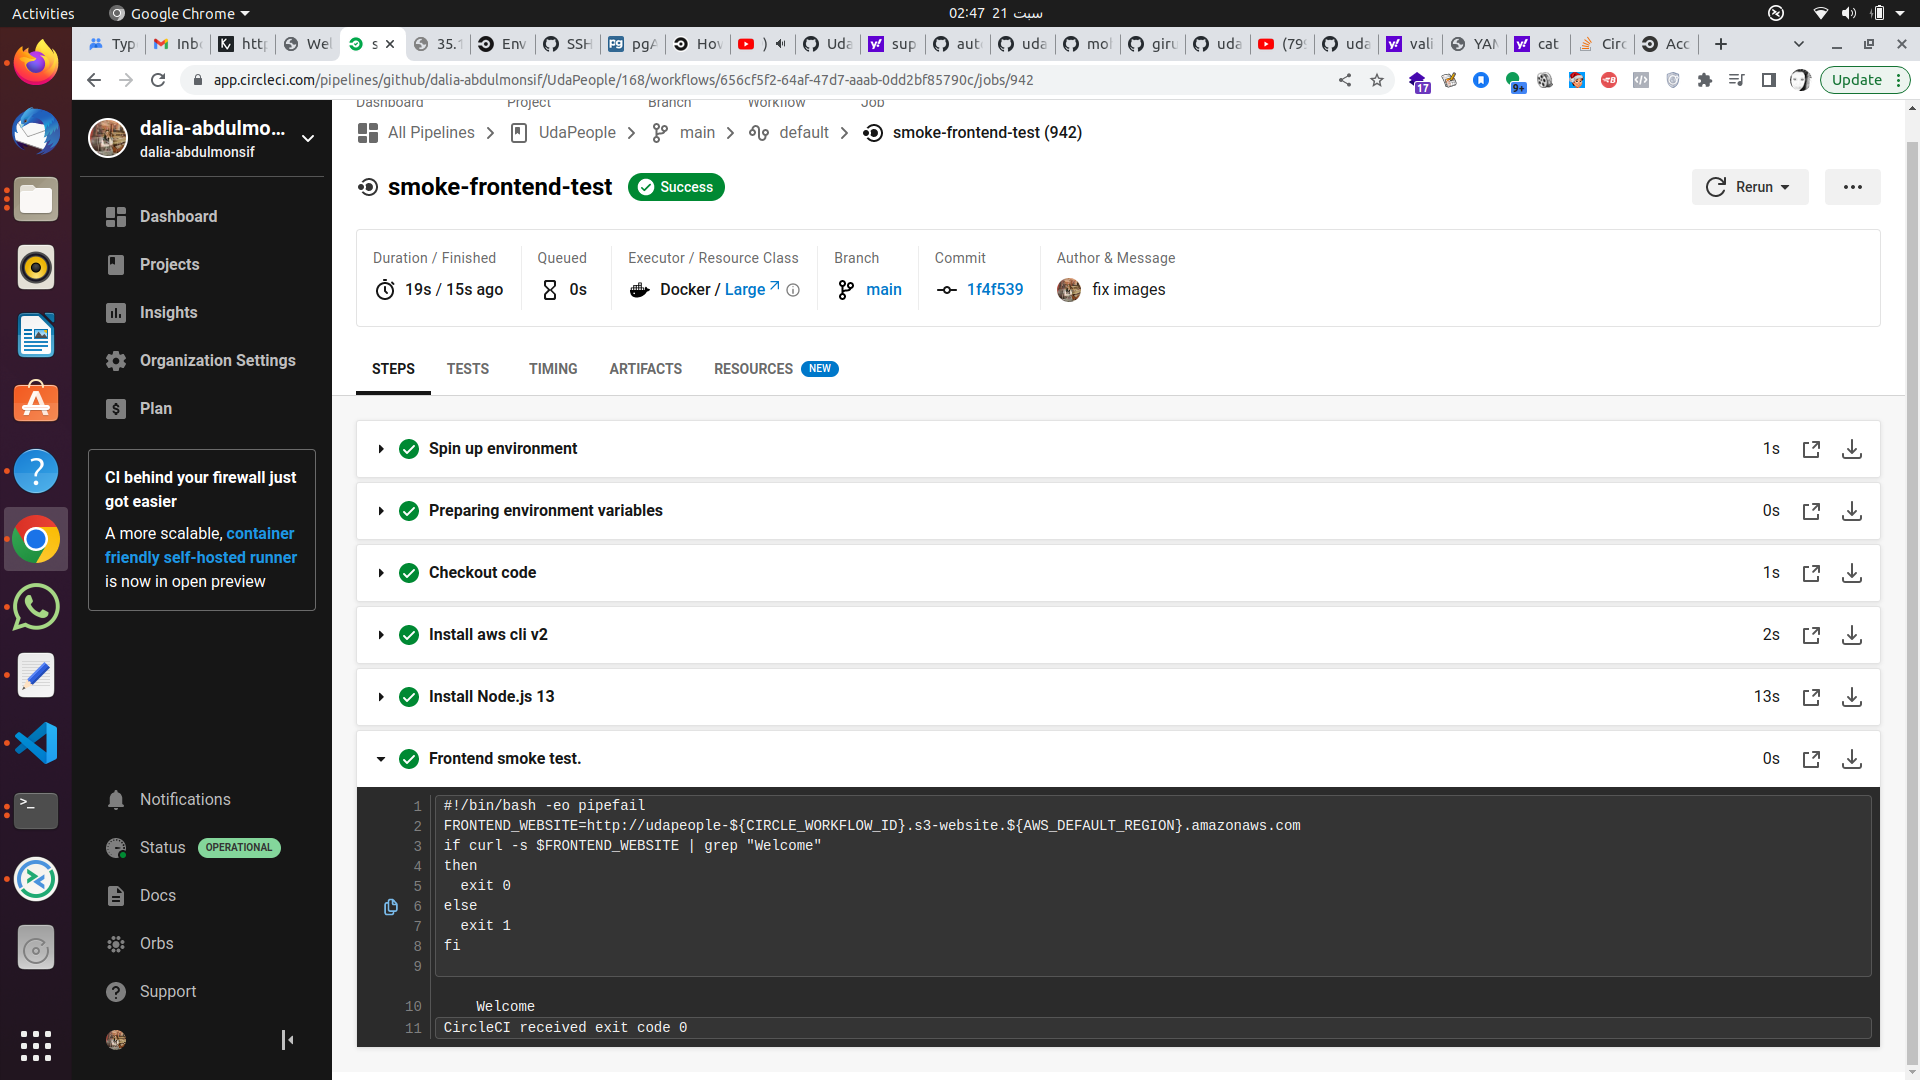 Activities
Google Chrome
02:47 21 سبت
Typ
Inb
http
Wel
s
35.1
Env
SSH
pgA
Hov
)
Uda
sup
aut
uda
mol
giru
uda
(799
uda
vali
YAM
cat
Circ
Acc
app.circleci.com/pipelines/github/dalia-abdulmonsif/UdaPeople/168/workflows/656cf5f2-64af-47d7-aaab-0dd2bf85790c/jobs/942
17
9+
Update
dalia-abdulmo...
dalia-abdulmonsif
Dashboard
Projects
Insights
Organization Settings
Plan
CI behind your firewall just
got easier
A more scalable, container
friendly self-hosted runner
is now in open preview
Notifications
Status OPERATIONAL
Docs
Orbs
Support
Dashboard Project Branch Workflow Job
All Pipelines UdaPeople main default smoke-frontend-test (942)
smoke-frontend-test Success
Rerun
Duration / Finished Queued Executor / Resource Class Branch Commit Author & Message
19s / 15s ago 0s Docker / Large main 1f4f539 fix images
STEPS TESTS TIMING ARTIFACTS RESOURCES NEW
Spin up environment 1s
Preparing environment variables 0s
Checkout code 1s
Install aws cli v2 2s
Install Node.js 13 13s
Frontend smoke test. 0s
1 #!/bin/bash -eo pipefail
2 FRONTEND_WEBSITE=http://udapeople-${CIRCLE_WORKFLOW_ID}.s3-website.${AWS_DEFAULT_REGION}.amazonaws.com
3 if curl -s $FRONTEND_WEBSITE | grep "Welcome"
4 then
5   exit 0
6 else
7   exit 1
8 fi
9
10     Welcome
11 CircleCI received exit code 0